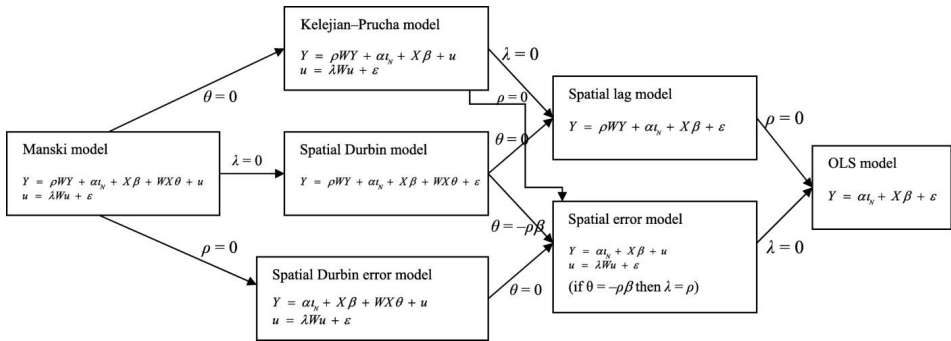 Kelejian–Prucha model
Y = ρWY + αι_N + Xβ + u
u = λWu + ε
θ = 0
λ = 0
ρ = 0
Manski model
Y = ρWY + αι_N + Xβ + WXθ + u
u = λWu + ε
λ = 0
Spatial Durbin model
Y = ρWY + αι_N + Xβ + WXθ + ε
θ = 0
θ = –ρβ
Spatial lag model
Y = ρWY + αι_N + Xβ + ε
ρ = 0
OLS model
Y = αι_N + Xβ + ε
ρ = 0
Spatial Durbin error model
Y = αι_N + Xβ + WXθ + u
u = λWu + ε
θ = 0
Spatial error model
Y = αι_N + Xβ + u
u = λWu + ε
(if θ = –ρβ then λ = ρ)
λ = 0